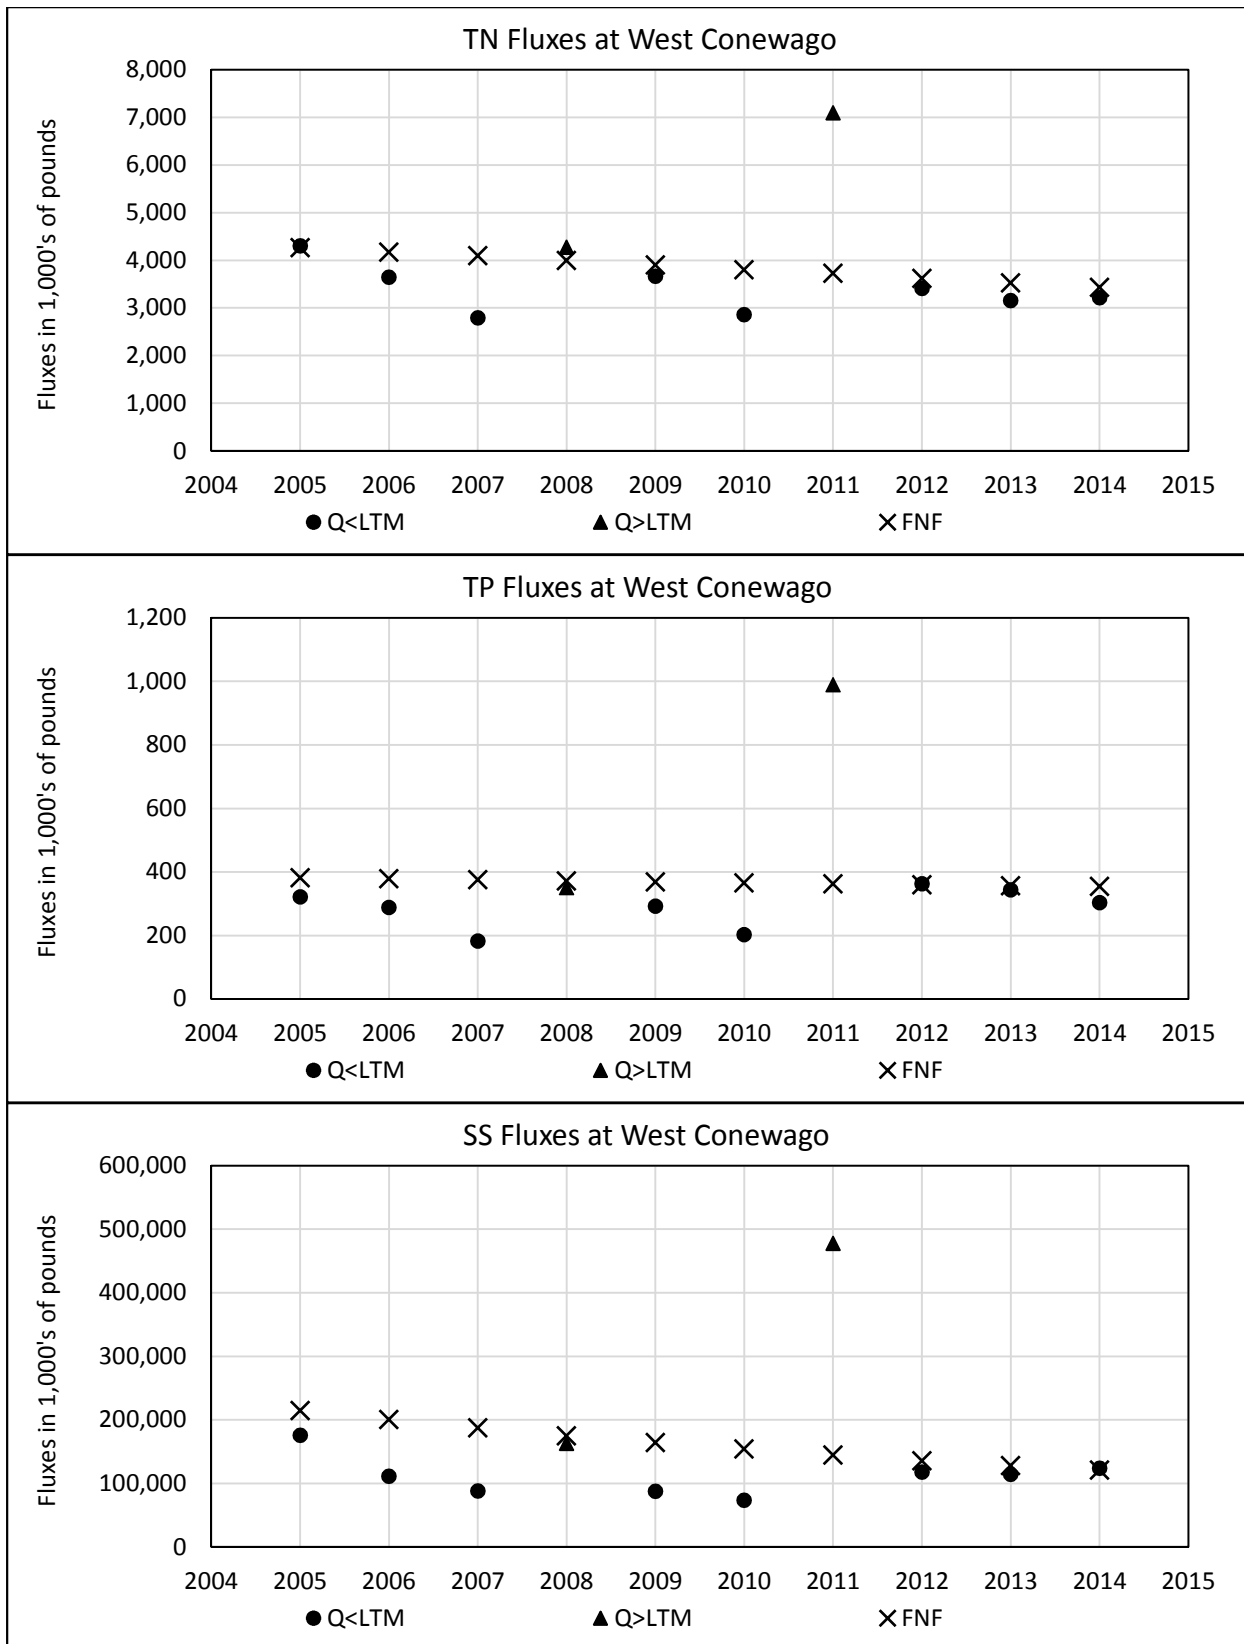 TN Fluxes at West Conewago
Fluxes in 1,000's of pounds
8,000
7,000
6,000
5,000
4,000
3,000
2,000
1,000
0
2004 2005 2006 2007 2008 2009 2010 2011 2012 2013 2014 2015
Q<LTM Q>LTM FNF
TP Fluxes at West Conewago
Fluxes in 1,000's of pounds
1,200
1,000
800
600
400
200
0
2004 2005 2006 2007 2008 2009 2010 2011 2012 2013 2014 2015
Q<LTM Q>LTM FNF
SS Fluxes at West Conewago
Fluxes in 1,000's of pounds
600,000
500,000
400,000
300,000
200,000
100,000
0
2004 2005 2006 2007 2008 2009 2010 2011 2012 2013 2014 2015
Q<LTM Q>LTM FNF